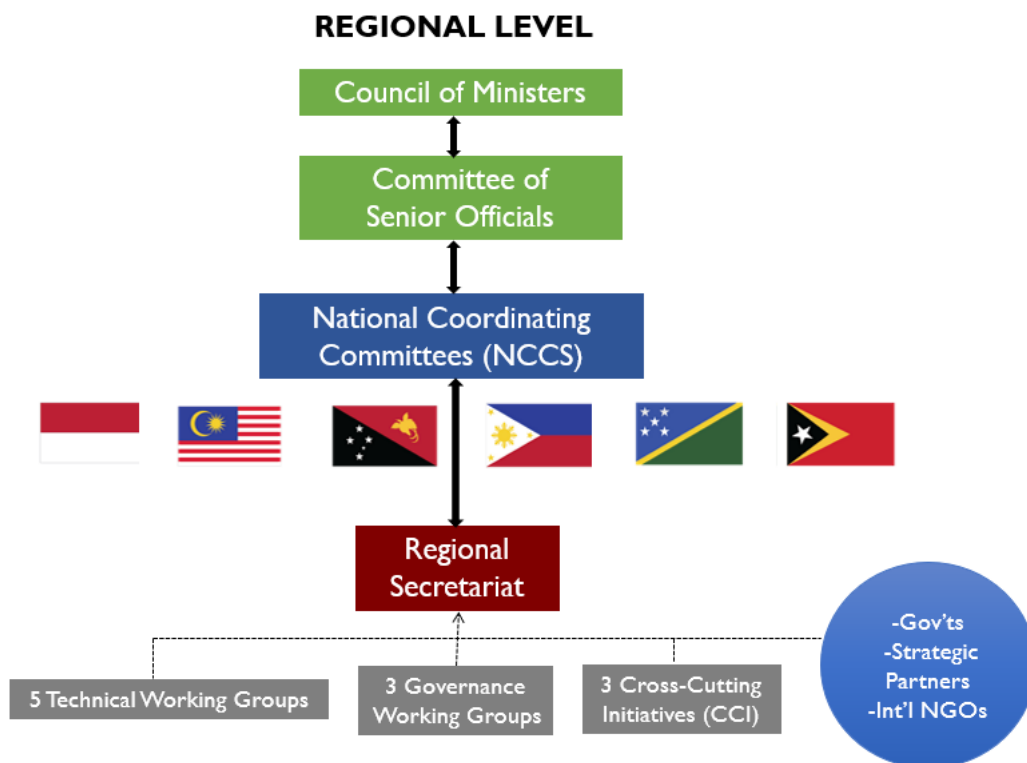 REGIONAL LEVEL
Council of Ministers
Committee of
Senior Officials
National Coordinating
Committees (NCCS)
Regional
Secretariat
5 Technical Working Groups
3 Governance
Working Groups
3 Cross-Cutting
Initiatives (CCI)
-Gov'ts
-Strategic
Partners
-Int'l NGOs